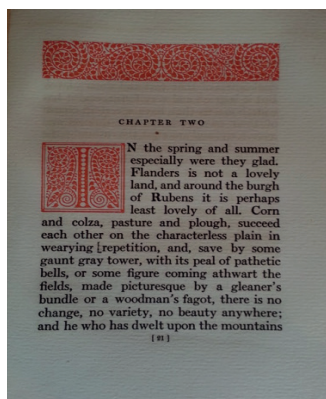 CHAPTER TWO
IN the spring and summer
especially were they glad.
Flanders is not a lovely
land, and around the burgh
of Rubens it is perhaps
least lovely of all. Corn
and colza, pasture and plough, succeed
each other on the characterless plain in
wearying repetition, and, save by some
gaunt gray tower, with its peal of pathetic
bells, or some figure coming athwart the
fields, made picturesque by a gleaner's
bundle or a woodman's fagot, there is no
change, no variety, no beauty anywhere;
and he who has dwelt upon the mountains
[21]